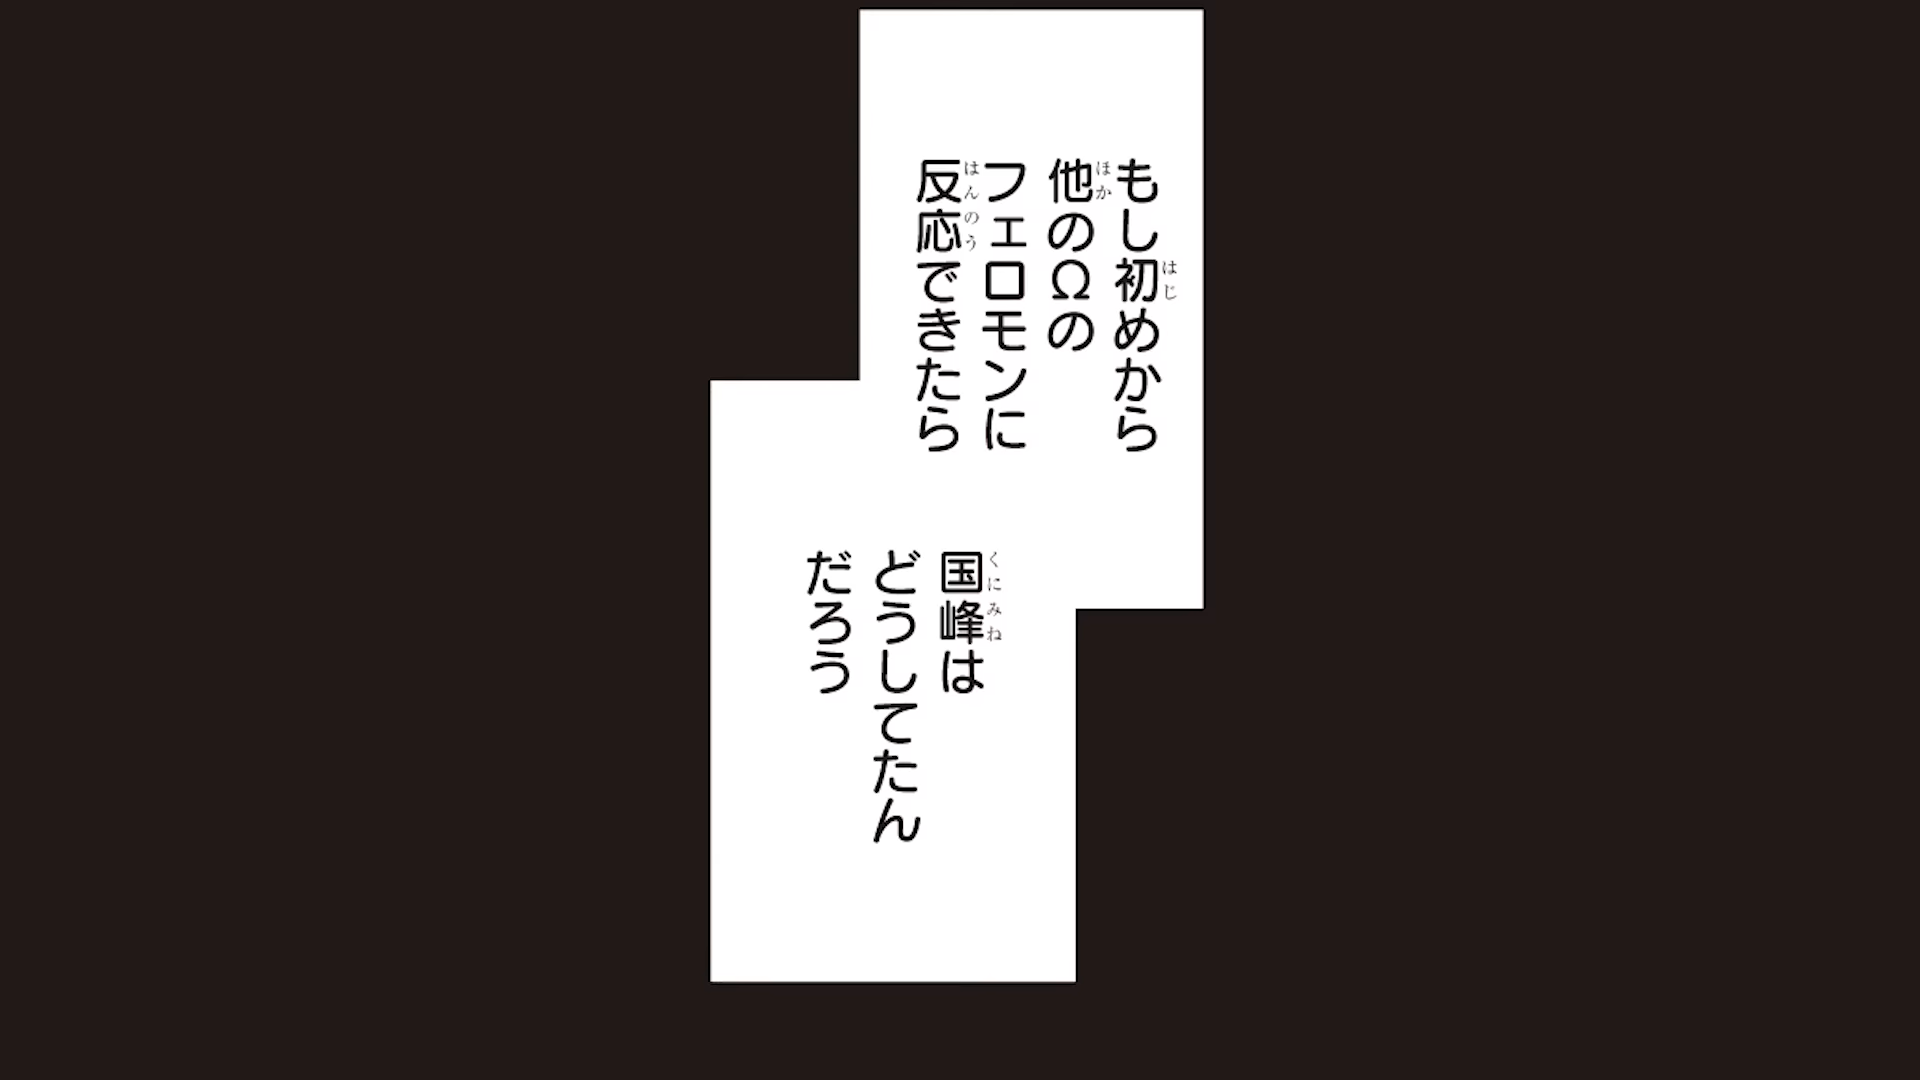 もし初めから
他のΩの
フェロモンに
反応できたら
国峰は
どうしてたん
だろう